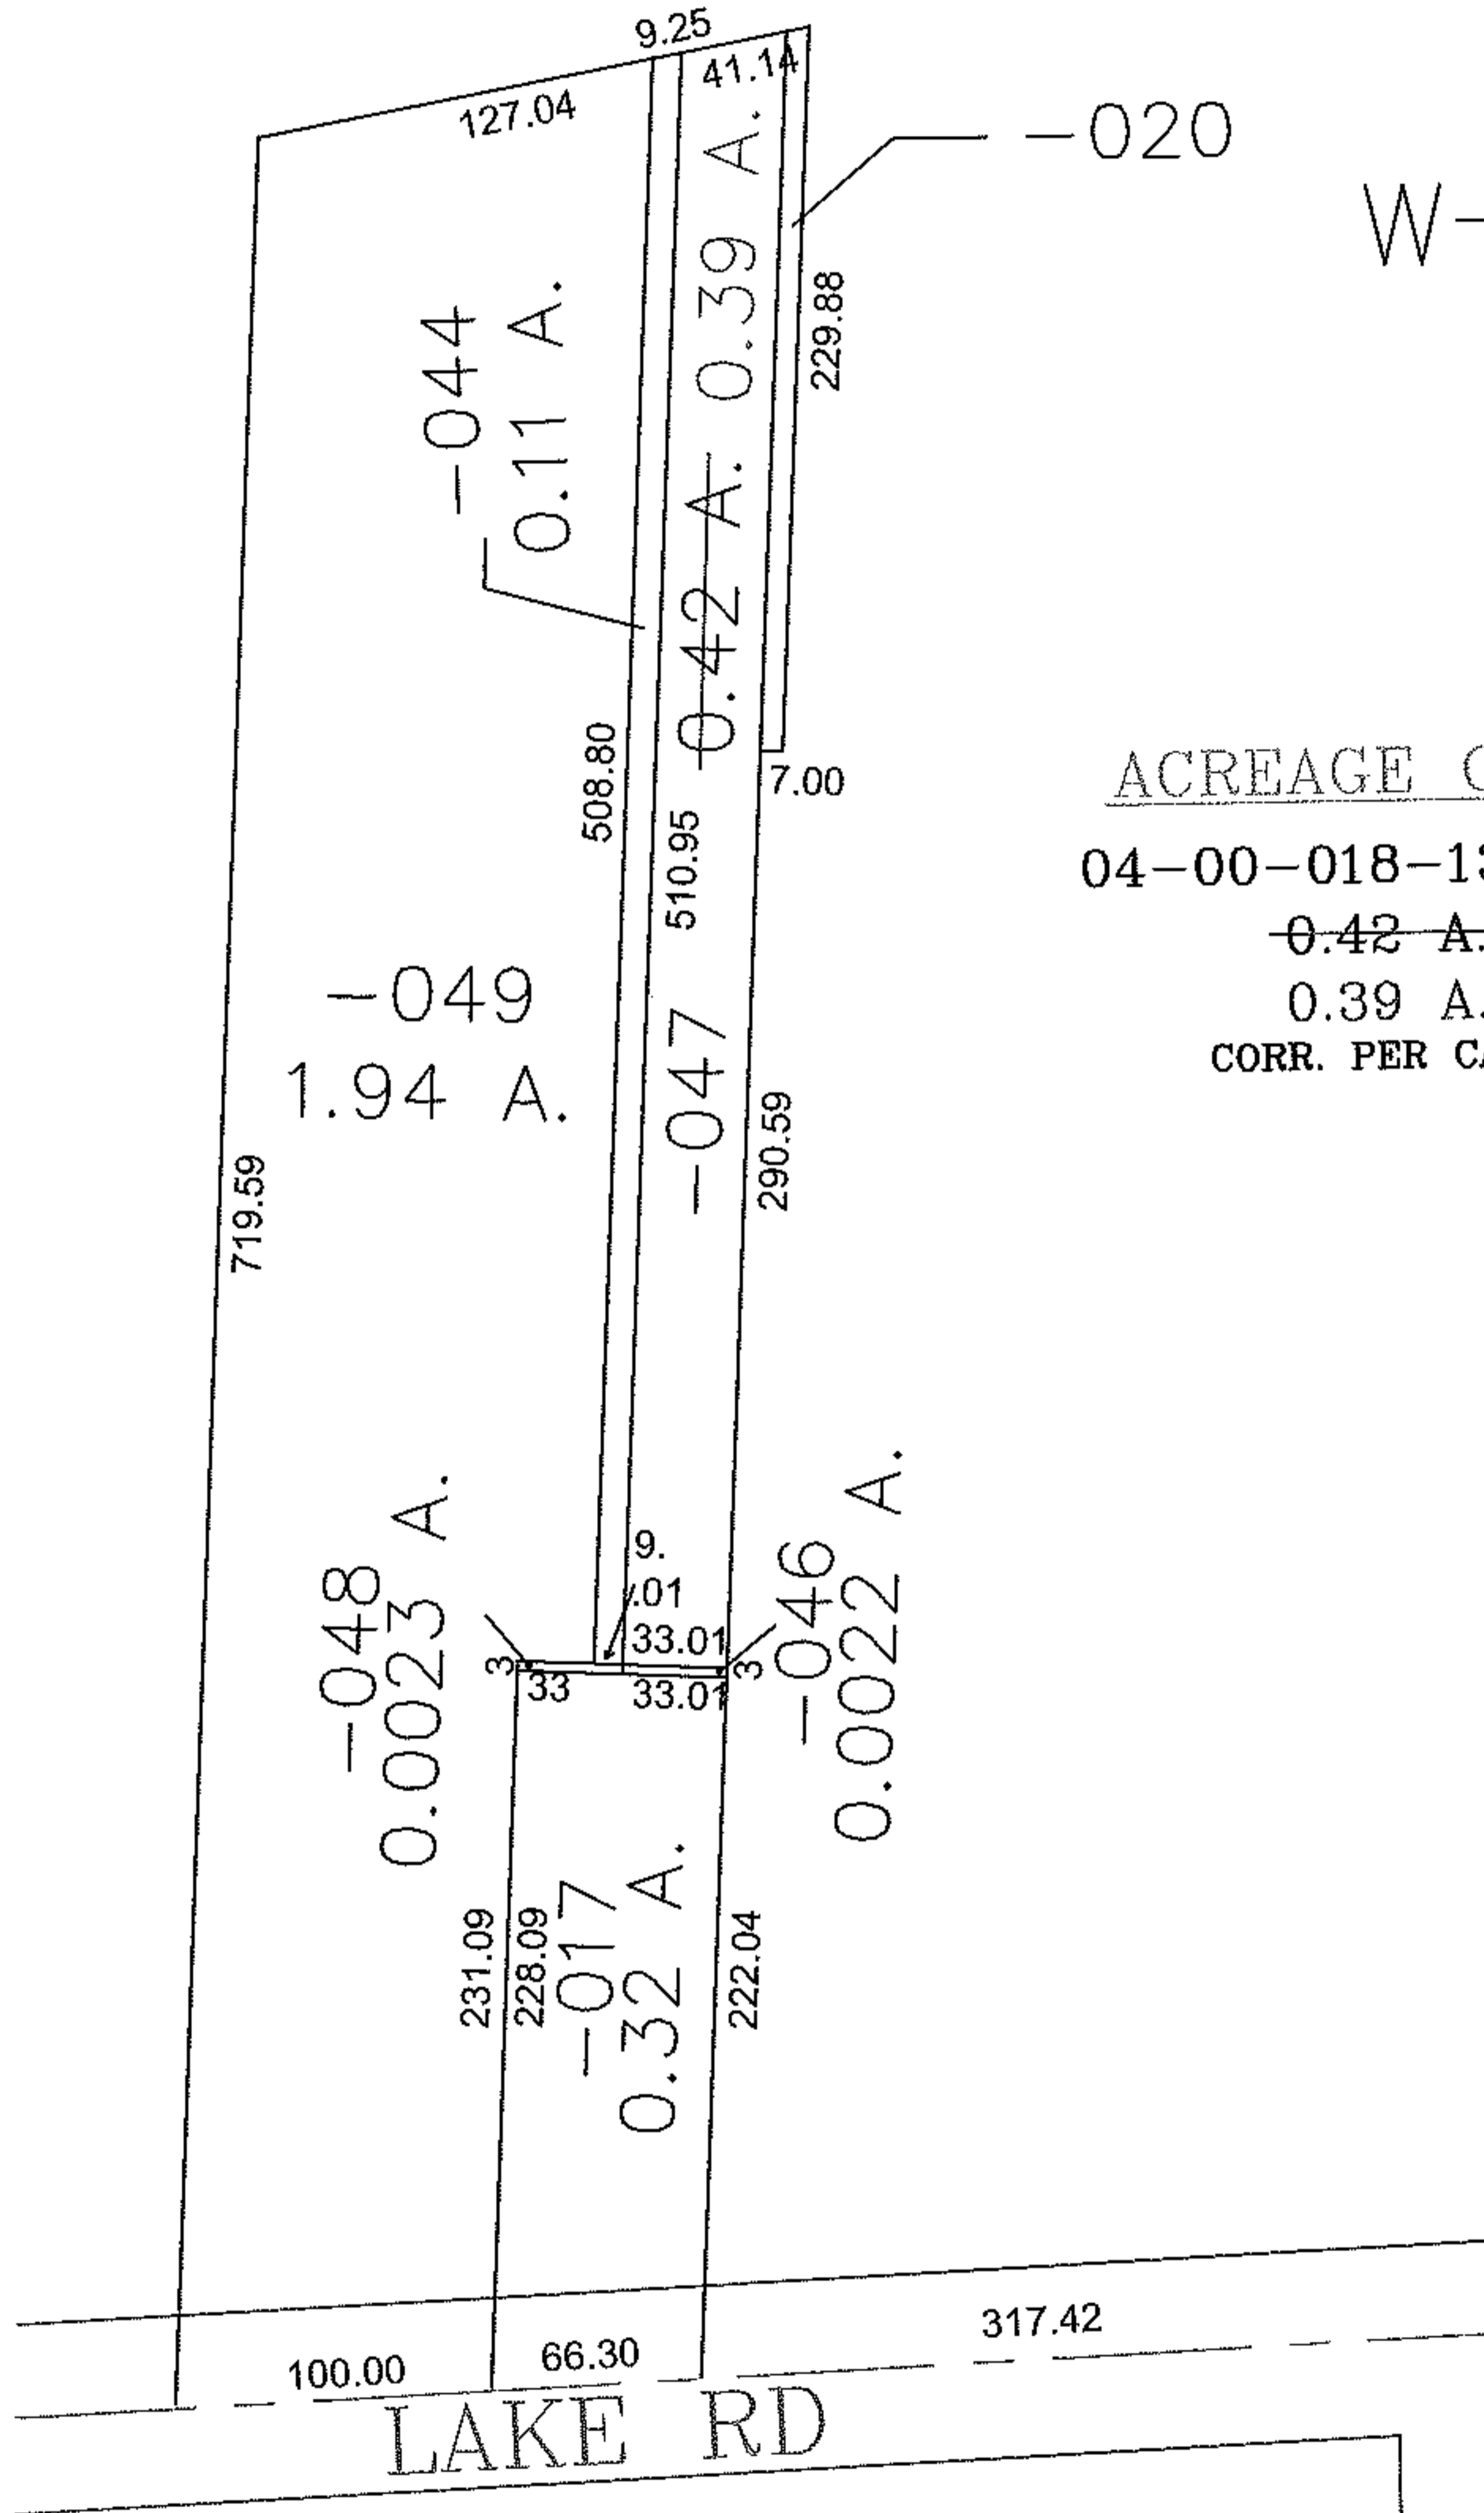 9.25
127.04
41.14
-020
W-
-044
0.11 A.
0.42 A. 0.39 A.
229.88
7.00
508.80
510.95
ACREAGE
04-00-018-13
0.42 A.
0.39 A.
CORR. PER
-049
1.94 A.
-047
290.59
719.59
-048
0.0023 A.
9.
.01
33.01
3
33
33.01
3
-046
0.0022 A.
231.09
228.09
-017
0.32 A.
222.04
317.42
66.30
100.00
LAKE RD